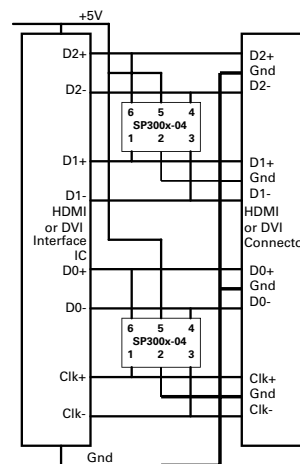 +5V
D2+ D2+
Gnd
D2- D2-
6 5 4
SP300x-04
1 2 3
D1+ D1+
Gnd
D1- D1-
HDMI HDMI
or DVI or DVI
Interface Connector
IC
D0+ D0+
Gnd
D0- D0-
6 5 4
SP300x-04
1 2 3
Clk+ Clk+
Gnd
Clk- Clk-
Gnd